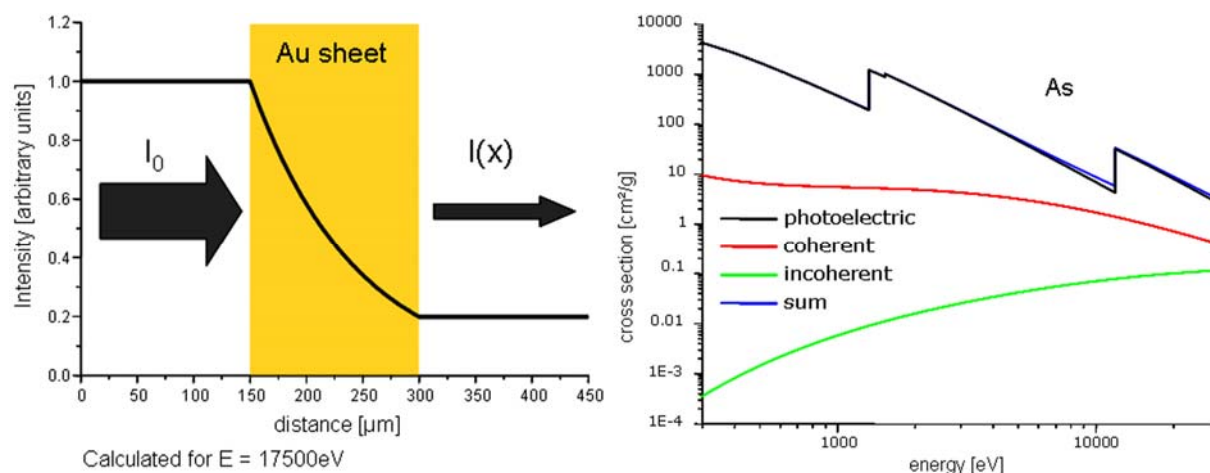 1.2
1.0
0.8
0.6
0.4
0.2
0.0
Intensity [arbitrary units]
Au sheet
I0
I(x)
0 50 100 150 200 250 300 350 400 450
distance [µm]
Calculated for E = 17500eV
10000
1000
100
10
1
0.1
0.01
1E-3
1E-4
cross section [cm²/g]
As
photoelectric
coherent
incoherent
sum
1000 10000
energy [eV]